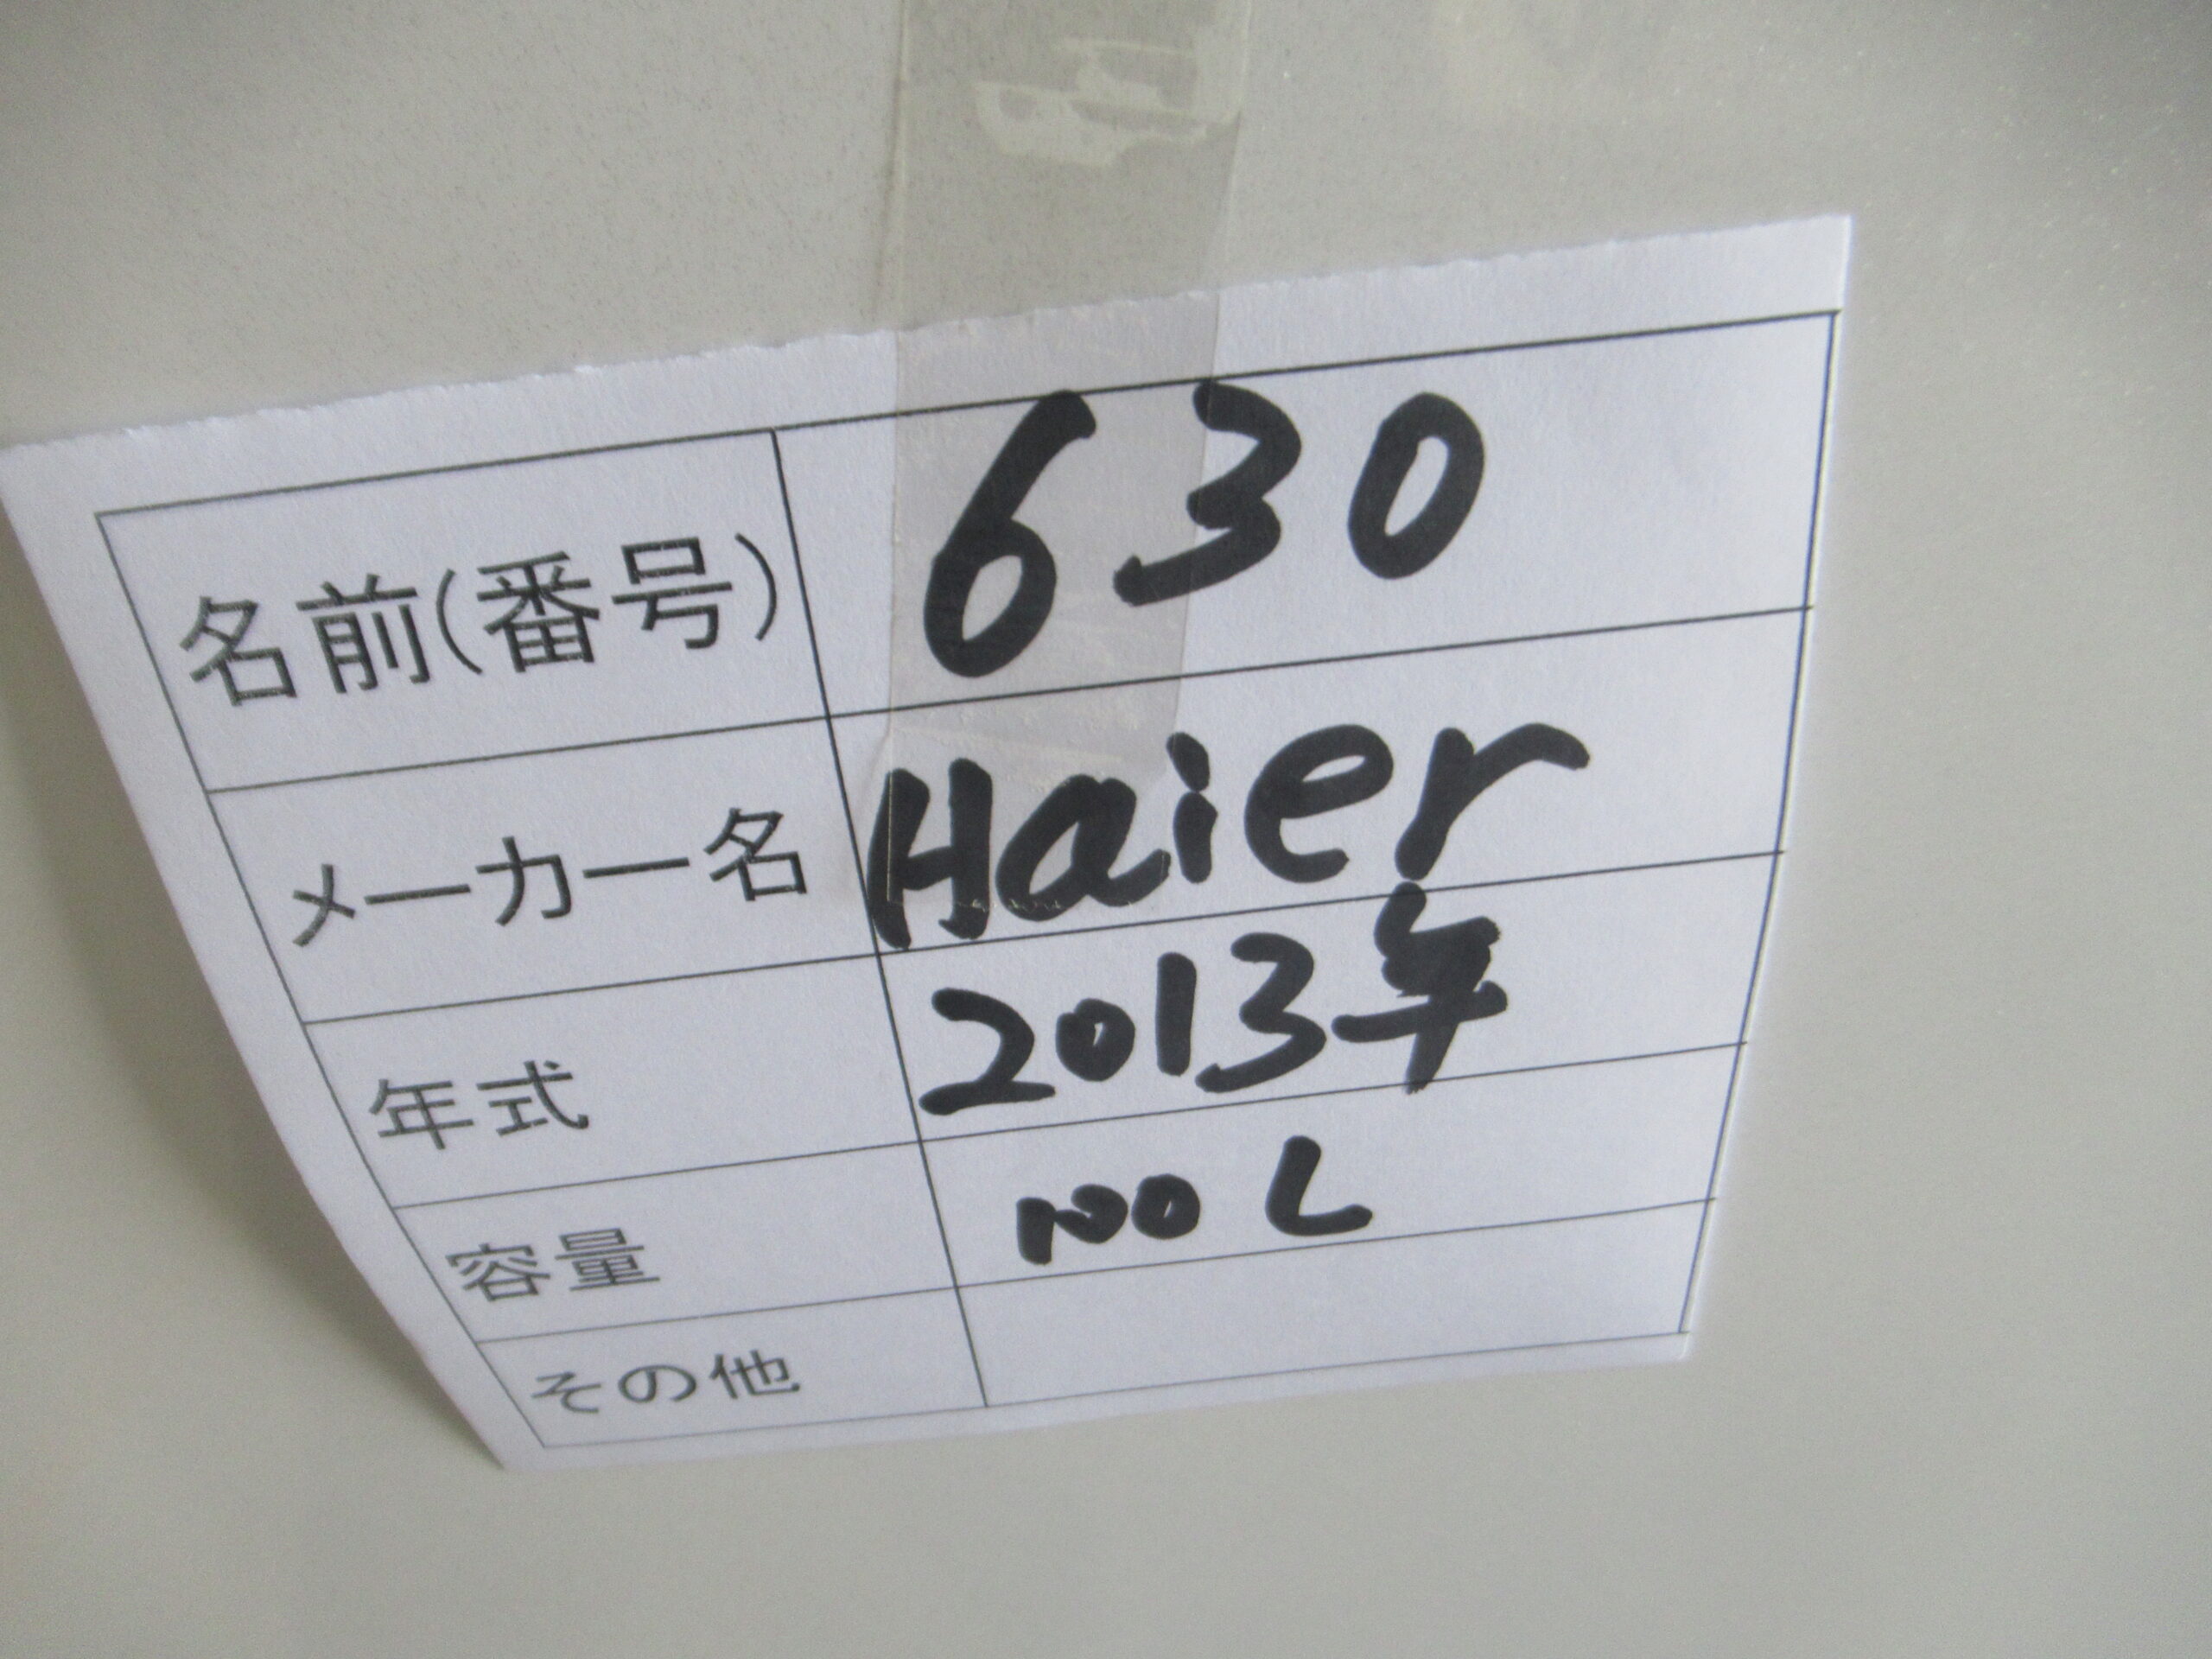 名前(番号) 630
メーカー名 Haier
年式 2013年
容量 100L
その他